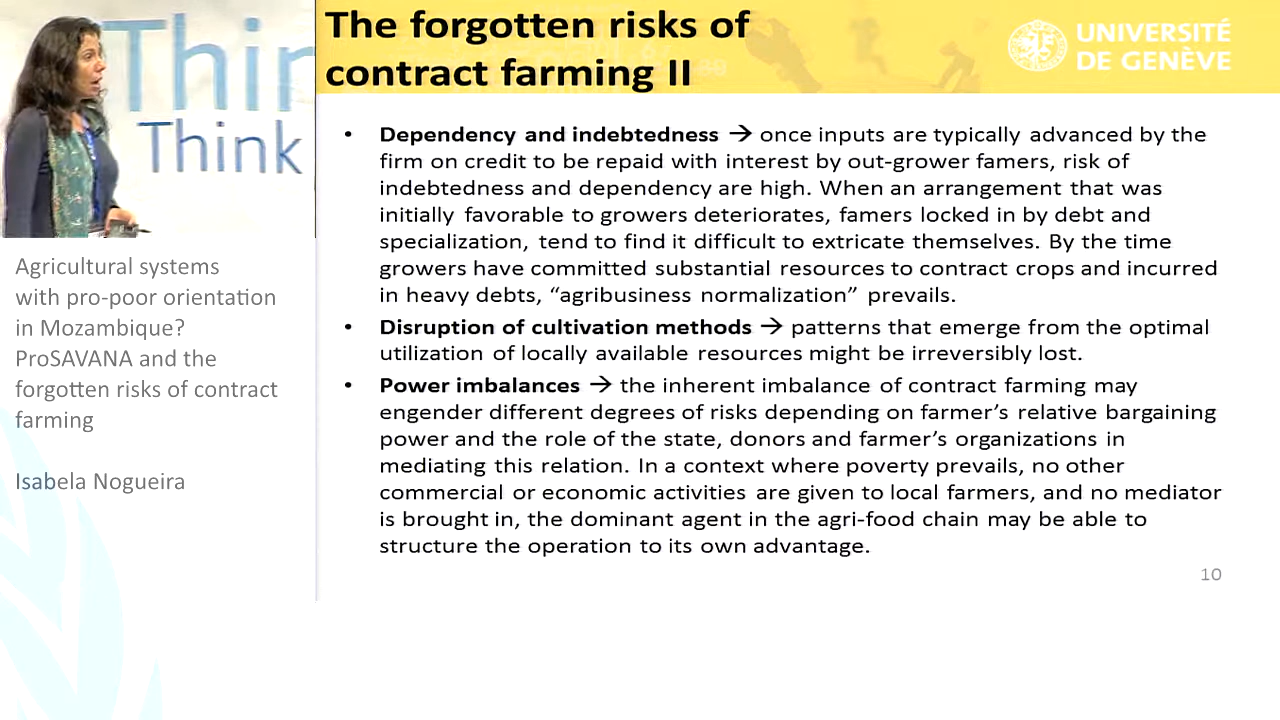 Thin
Think
The forgotten risks of
contract farming II
UNIVERSITÉ
DE GENÈVE
• Dependency and indebtedness → once inputs are typically advanced by the
firm on credit to be repaid with interest by out-grower famers, risk of
indebtedness and dependency are high. When an arrangement that was
initially favorable to growers deteriorates, famers locked in by debt and
specialization, tend to find it difficult to extricate themselves. By the time
growers have committed substantial resources to contract crops and incurred
in heavy debts, “agribusiness normalization” prevails.
• Disruption of cultivation methods → patterns that emerge from the optimal
utilization of locally available resources might be irreversibly lost.
• Power imbalances → the inherent imbalance of contract farming may
engender different degrees of risks depending on farmer’s relative bargaining
power and the role of the state, donors and farmer’s organizations in
mediating this relation. In a context where poverty prevails, no other
commercial or economic activities are given to local farmers, and no mediator
is brought in, the dominant agent in the agri-food chain may be able to
structure the operation to its own advantage.
10
Agricultural systems
with pro-poor orientation
in Mozambique?
ProSAVANA and the
forgotten risks of contract
farming
Isabela Nogueira